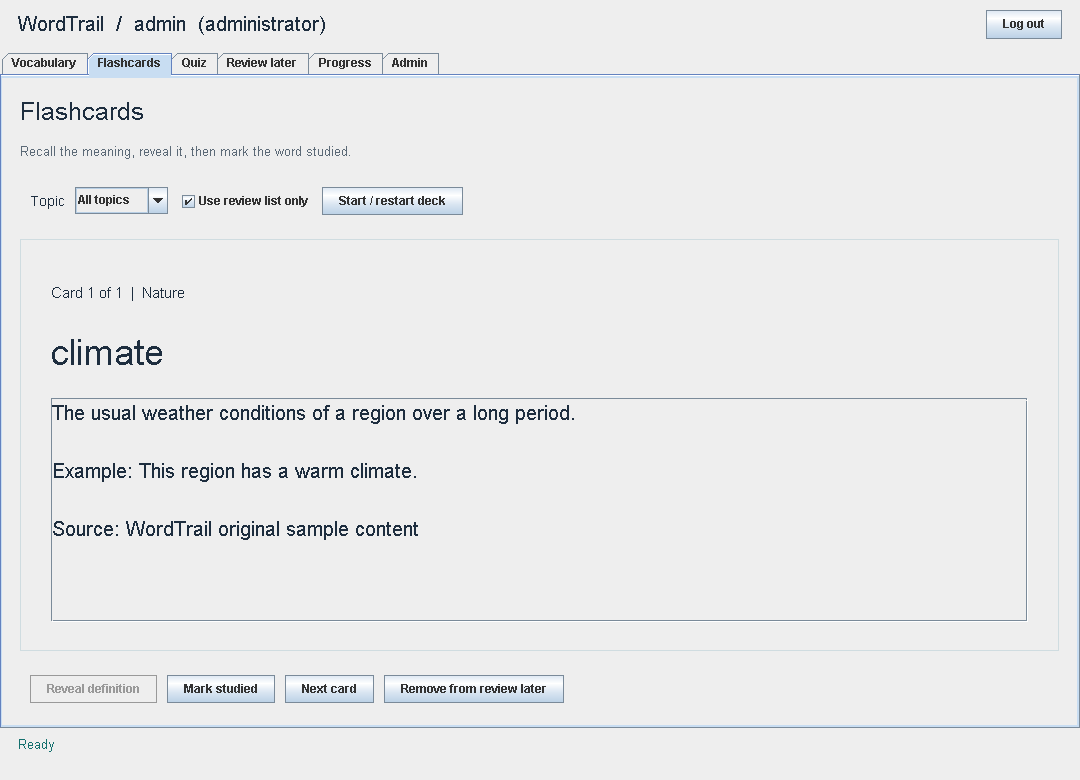 WordTrail / admin (administrator)
Log out
Vocabulary Flashcards Quiz Review later Progress Admin
Flashcards
Recall the meaning, reveal it, then mark the word studied.
Topic All topics Use review list only Start / restart deck
Card 1 of 1 | Nature
climate
The usual weather conditions of a region over a long period.
Example: This region has a warm climate.
Source: WordTrail original sample content
Reveal definition Mark studied Next card Remove from review later
Ready